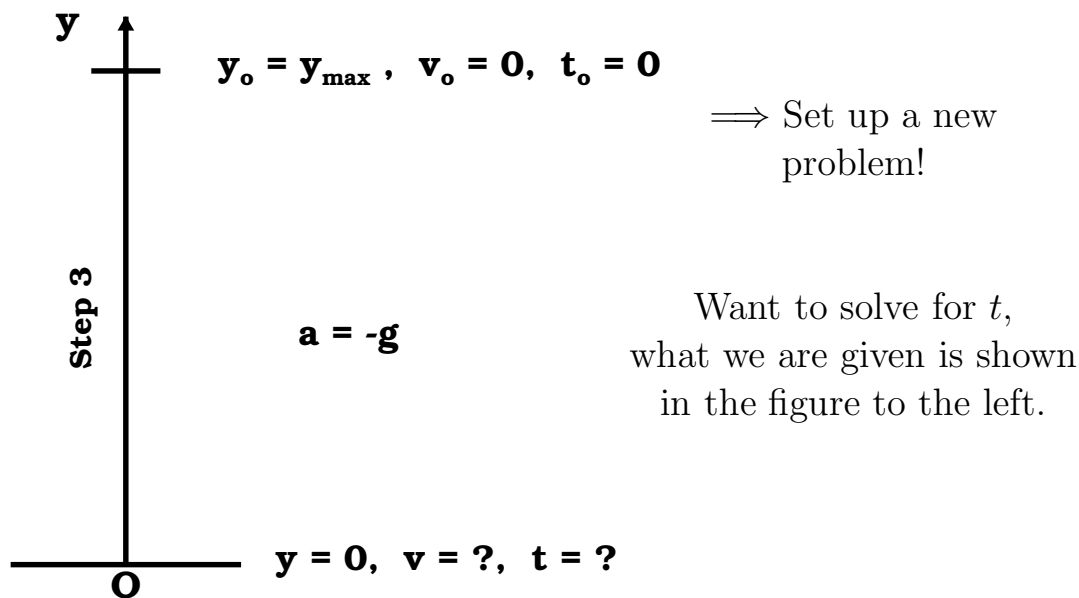 y
yₒ = y_max , vₒ = 0, tₒ = 0
⟹ Set up a new
problem!
Step 3
a = -g
Want to solve for t,
what we are given is shown
in the figure to the left.
y = 0, v = ?, t = ?
O